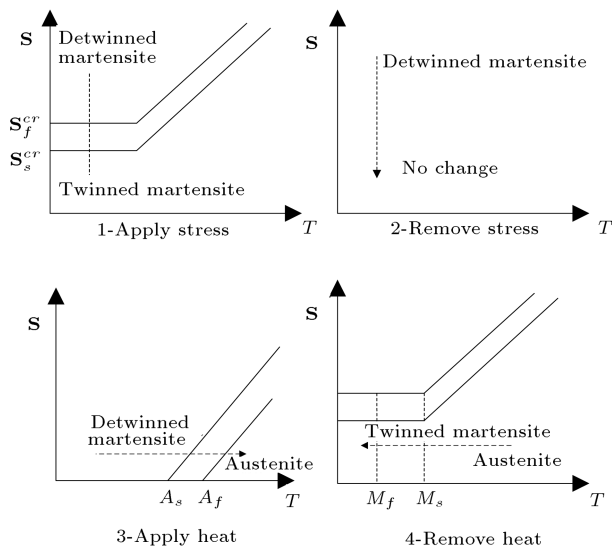 S
Detwinned
martensite
S_f^{cr}
S_s^{cr}
Twinned martensite
T
1-Apply stress
S
Detwinned martensite
No change
T
2-Remove stress
S
Detwinned
martensite
Austenite
A_s
A_f
T
3-Apply heat
S
Twinned martensite
Austenite
M_f
M_s
T
4-Remove heat